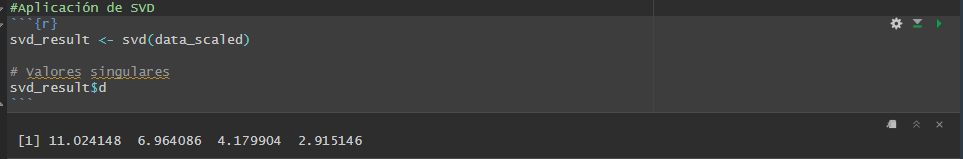 #Aplicación de SVD
```{r}
svd_result <- svd(data_scaled)
# Valores singulares
svd_result$d
```
[1] 11.024148  6.964086  4.179904  2.915146